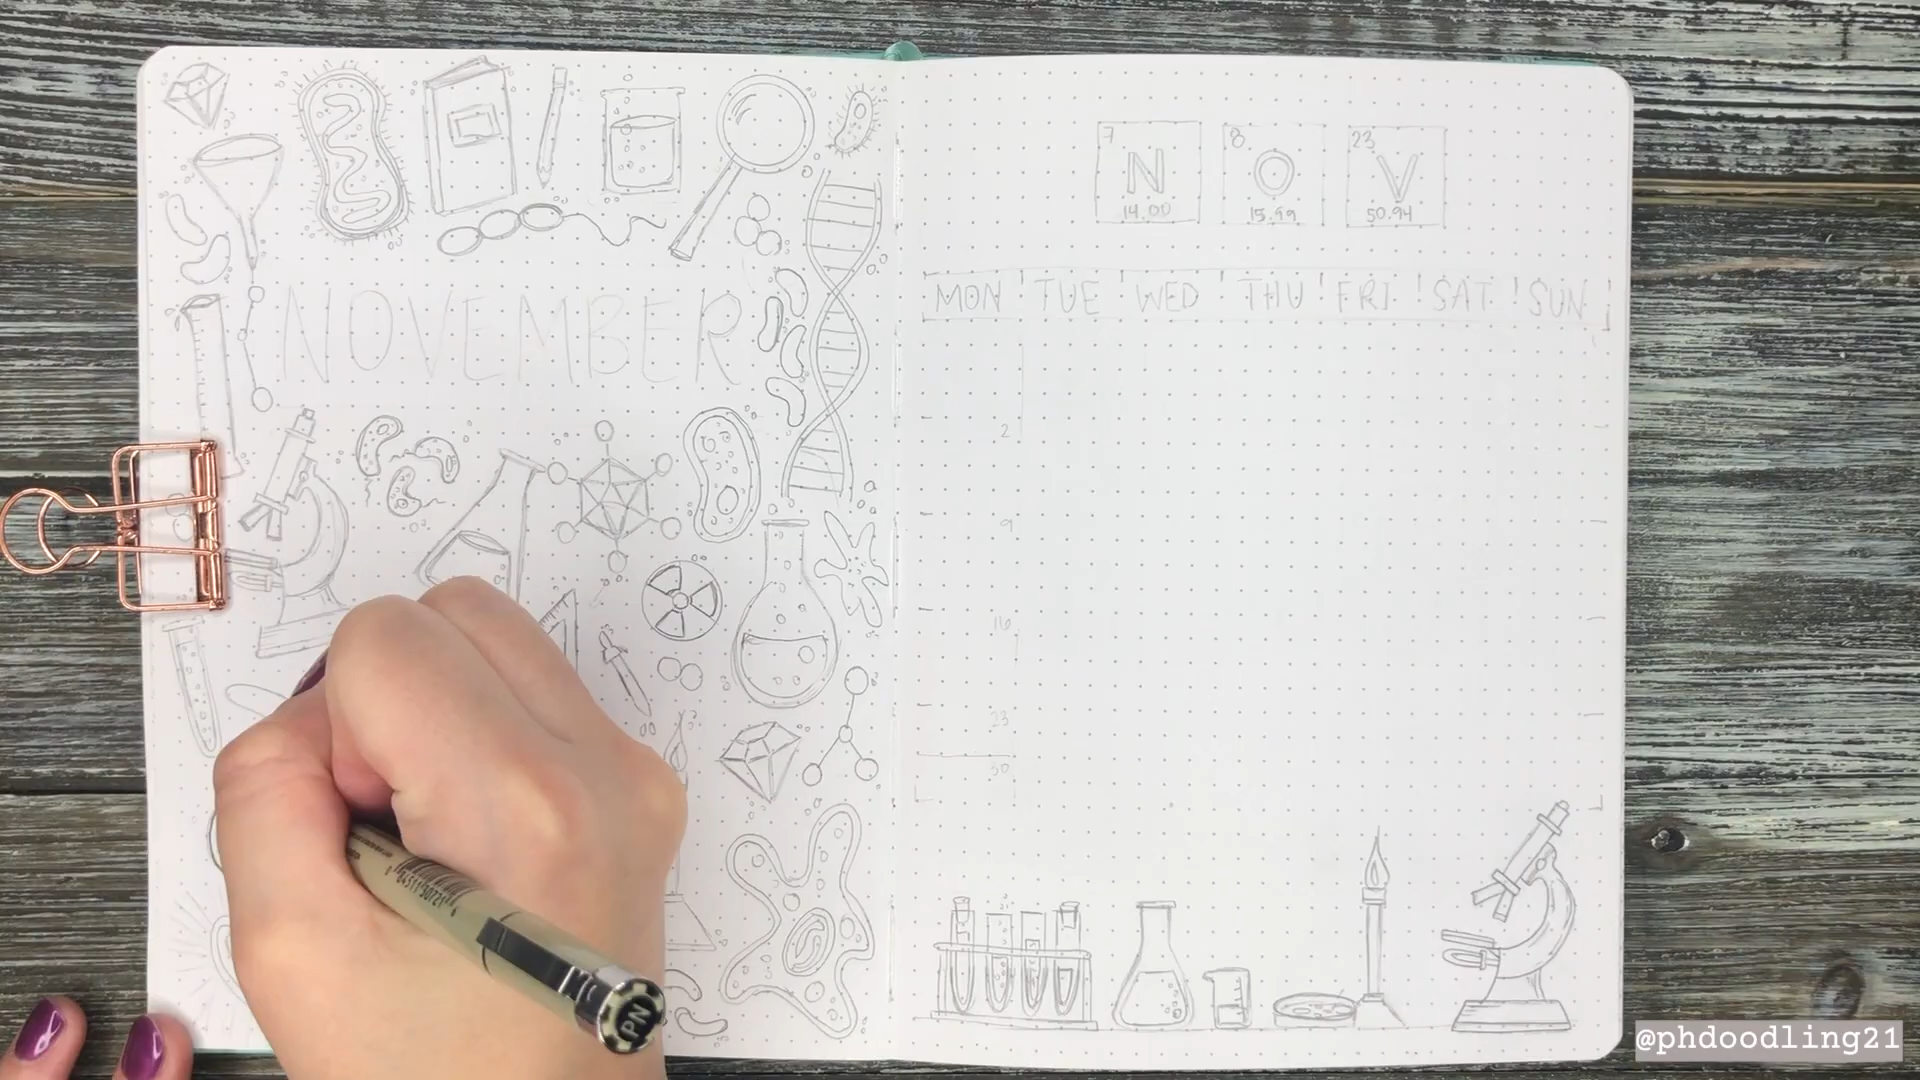 NOVEMBER
7 8 23
N O V
14.00 15.99 50.94
MON TUE WED THU FRI SAT SUN
2
9
16
23
30
PN
@phdoodling21